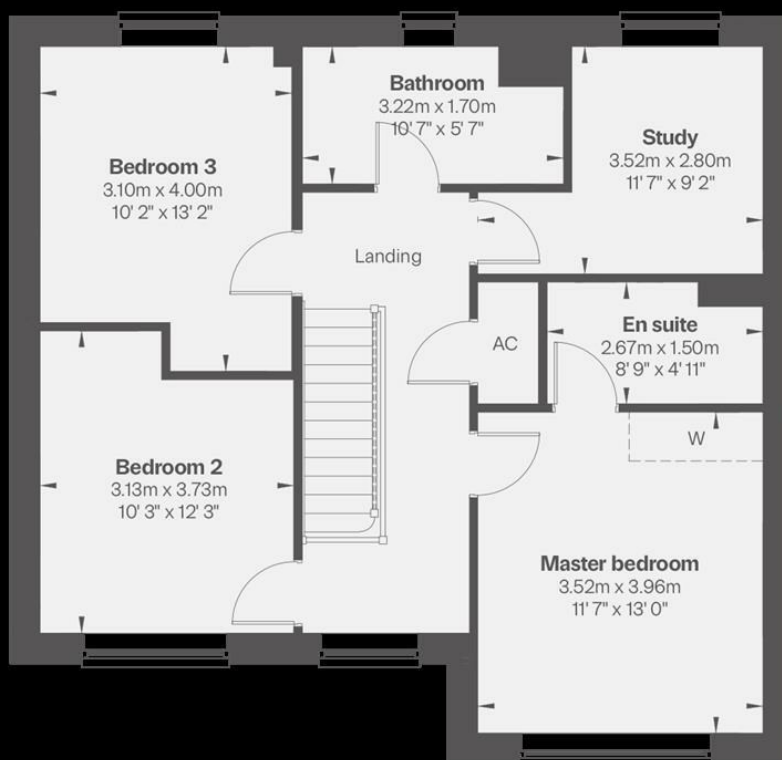 Bathroom
3.22m x 1.70m
10' 7" x 5' 7"
Study
3.52m x 2.80m
11' 7" x 9' 2"
Bedroom 3
3.10m x 4.00m
10' 2" x 13' 2"
Landing
AC
En suite
2.67m x 1.50m
8' 9" x 4' 11"
W
Bedroom 2
3.13m x 3.73m
10' 3" x 12' 3"
Master bedroom
3.52m x 3.96m
11' 7" x 13' 0"